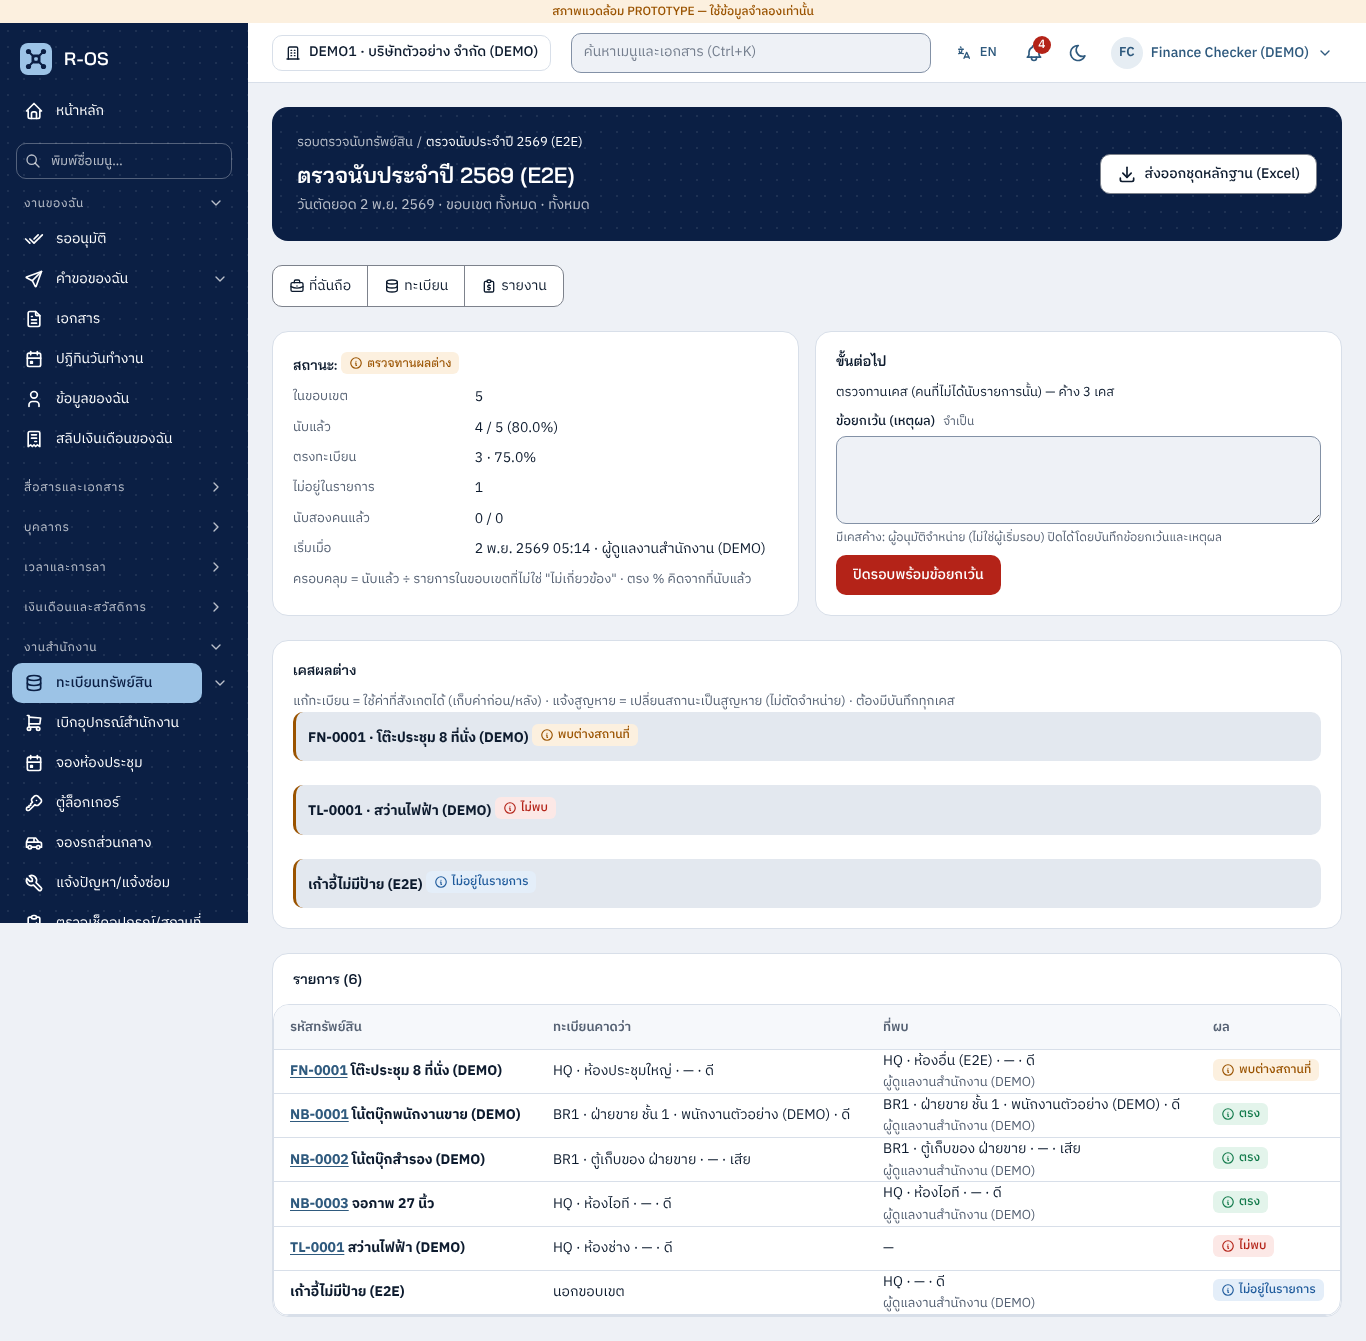 สภาพแวดล้อม PROTOTYPE — ใช้ข้อมูลจำลองเท่านั้น
R-OS
DEMO1 · บริษัทตัวอย่าง จำกัด (DEMO)
ค้นหาเมนูและเอกสาร (Ctrl+K)
EN
4
FC
Finance Checker (DEMO)
หน้าหลัก
พิมพ์ชื่อเมนู...
งานของฉัน
รออนุมัติ
คำขอของฉัน
เอกสาร
ปฏิทินวันทำงาน
ข้อมูลของฉัน
สลิปเงินเดือนของฉัน
สื่อสารและเอกสาร
บุคลากร
เวลาและการลา
เงินเดือนและสวัสดิการ
งานสำนักงาน
ทะเบียนทรัพย์สิน
เบิกอุปกรณ์สำนักงาน
จองห้องประชุม
ตู้ล็อกเกอร์
จองรถส่วนกลาง
แจ้งปัญหา/แจ้งซ่อม
ตรวจเช็คอุปกรณ์/สถานที่
รอบตรวจนับทรัพย์สิน / ตรวจนับประจำปี 2569 (E2E)
ตรวจนับประจำปี 2569 (E2E)
วันตัดยอด 2 พ.ย. 2569 · ขอบเขต ทั้งหมด · ทั้งหมด
ส่งออกชุดหลักฐาน (Excel)
ที่ฉันถือ
ทะเบียน
รายงาน
สถานะ: ตรวจทานผลต่าง
ในขอบเขต 5
นับแล้ว 4 / 5 (80.0%)
ตรงทะเบียน 3 · 75.0%
ไม่อยู่ในรายการ 1
นับสองคนแล้ว 0 / 0
เริ่มเมื่อ 2 พ.ย. 2569 05:14 · ผู้ดูแลงานสำนักงาน (DEMO)
ครอบคลุม = นับแล้ว ÷ รายการในขอบเขตที่ไม่ใช่ "ไม่เกี่ยวข้อง" · ตรง % คิดจากที่นับแล้ว
ขั้นต่อไป
ตรวจทานเคส (คนที่ไม่ได้นับรายการนั้น) — ค้าง 3 เคส
ข้อยกเว้น (เหตุผล) จำเป็น
มีเคสค้าง: ผู้อนุมัติจำหน่าย (ไม่ใช่ผู้เริ่มรอบ) ปิดได้โดยบันทึกข้อยกเว้นและเหตุผล
ปิดรอบพร้อมข้อยกเว้น
เคสผลต่าง
แก้ทะเบียน = ใช้ค่าที่สังเกตได้ (เก็บค่าก่อน/หลัง) · แจ้งสูญหาย = เปลี่ยนสถานะเป็นสูญหาย (ไม่ตัดจำหน่าย) · ต้องมีบันทึกทุกเคส
FN-0001 · โต๊ะประชุม 8 ที่นั่ง (DEMO) พบต่างสถานที่
TL-0001 · สว่านไฟฟ้า (DEMO) ไม่พบ
เก้าอี้ไม่มีป้าย (E2E) ไม่อยู่ในรายการ
รายการ (6)
รหัสทรัพย์สิน ทะเบียนคาดว่า ที่พบ ผล
FN-0001 โต๊ะประชุม 8 ที่นั่ง (DEMO) HQ · ห้องประชุมใหญ่ · — · ดี HQ · ห้องอื่น (E2E) · — · ดี พบต่างสถานที่
ผู้ดูแลงานสำนักงาน (DEMO)
NB-0001 โน้ตบุ๊กพนักงานขาย (DEMO) BR1 · ฝ่ายขาย ชั้น 1 · พนักงานตัวอย่าง (DEMO) · ดี BR1 · ฝ่ายขาย ชั้น 1 · พนักงานตัวอย่าง (DEMO) · ดี ตรง
ผู้ดูแลงานสำนักงาน (DEMO)
NB-0002 โน้ตบุ๊กสำรอง (DEMO) BR1 · ตู้เก็บของ ฝ่ายขาย · — · เสีย BR1 · ตู้เก็บของ ฝ่ายขาย · — · เสีย ตรง
ผู้ดูแลงานสำนักงาน (DEMO)
NB-0003 จอภาพ 27 นิ้ว HQ · ห้องไอที · — · ดี HQ · ห้องไอที · — · ดี ตรง
ผู้ดูแลงานสำนักงาน (DEMO)
TL-0001 สว่านไฟฟ้า (DEMO) HQ · ห้องช่าง · — · ดี — ไม่พบ
เก้าอี้ไม่มีป้าย (E2E) นอกขอบเขต HQ · — · ดี ไม่อยู่ในรายการ
ผู้ดูแลงานสำนักงาน (DEMO)